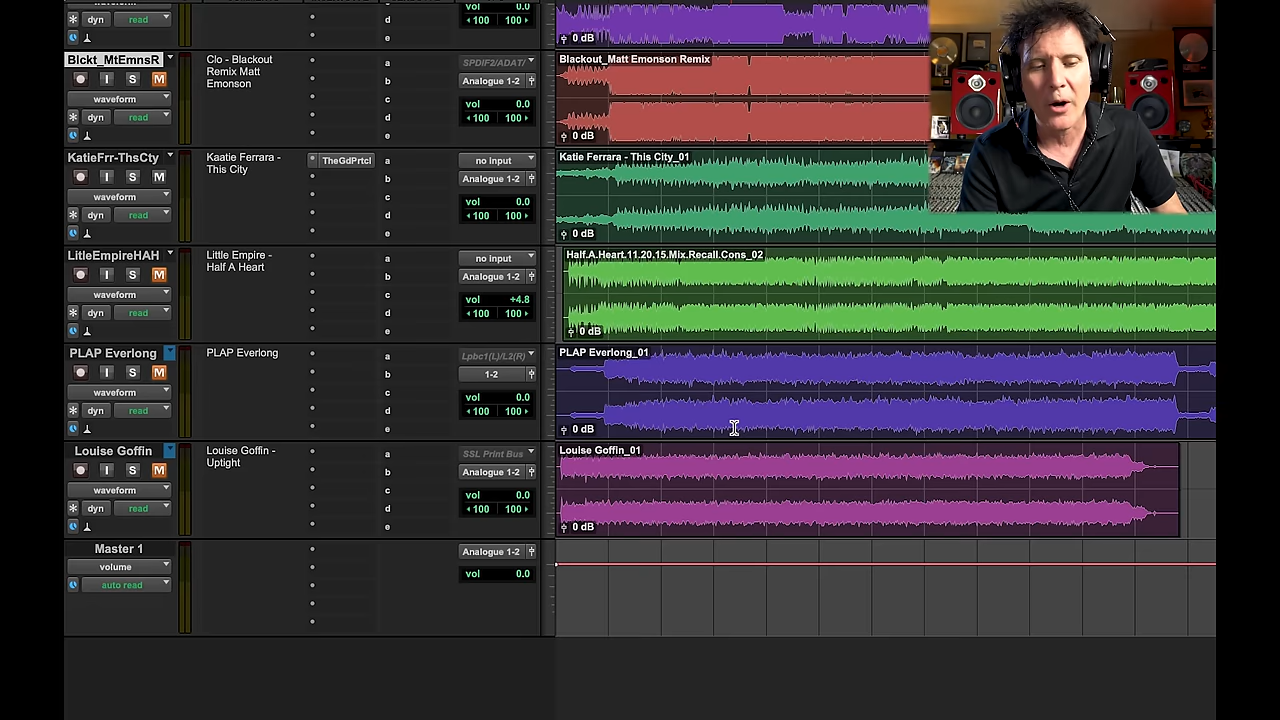 dyn read
vol 0.0
100 100
a
d
e
0 dB
Blckt_MtEmnsR
I S M
waveform
dyn read
Clo - Blackout
Remix Matt
Emonson
a
b
c
d
e
SPDIF2/ADAT/
Analogue 1-2
vol 0.0
100 100
Blackout_Matt Emonson Remix
0 dB
KatieFrr-ThsCty
I S M
waveform
dyn read
Kaatie Ferrara -
This City
TheGdPrtcl
a
b
c
d
e
no input
Analogue 1-2
vol 0.0
100 100
Katie Ferrara - This City_01
0 dB
LitleEmpireHAH
I S M
waveform
dyn read
Little Empire -
Half A Heart
a
b
c
d
e
no input
Analogue 1-2
vol +4.8
100 100
Half.A.Heart.11.20.15.Mix.Recall.Cons_02
0 dB
PLAP Everlong
I S M
waveform
dyn read
PLAP Everlong
a
b
c
d
e
Lpbc1(L)/L2(R)
1-2
vol 0.0
100 100
PLAP Everlong_01
0 dB
Louise Goffin
I S M
waveform
dyn read
Louise Goffin -
Uptight
a
b
c
d
e
SSL Print Bus
Analogue 1-2
vol 0.0
100 100
Louise Goffin_01
0 dB
Master 1
volume
auto read
Analogue 1-2
vol 0.0